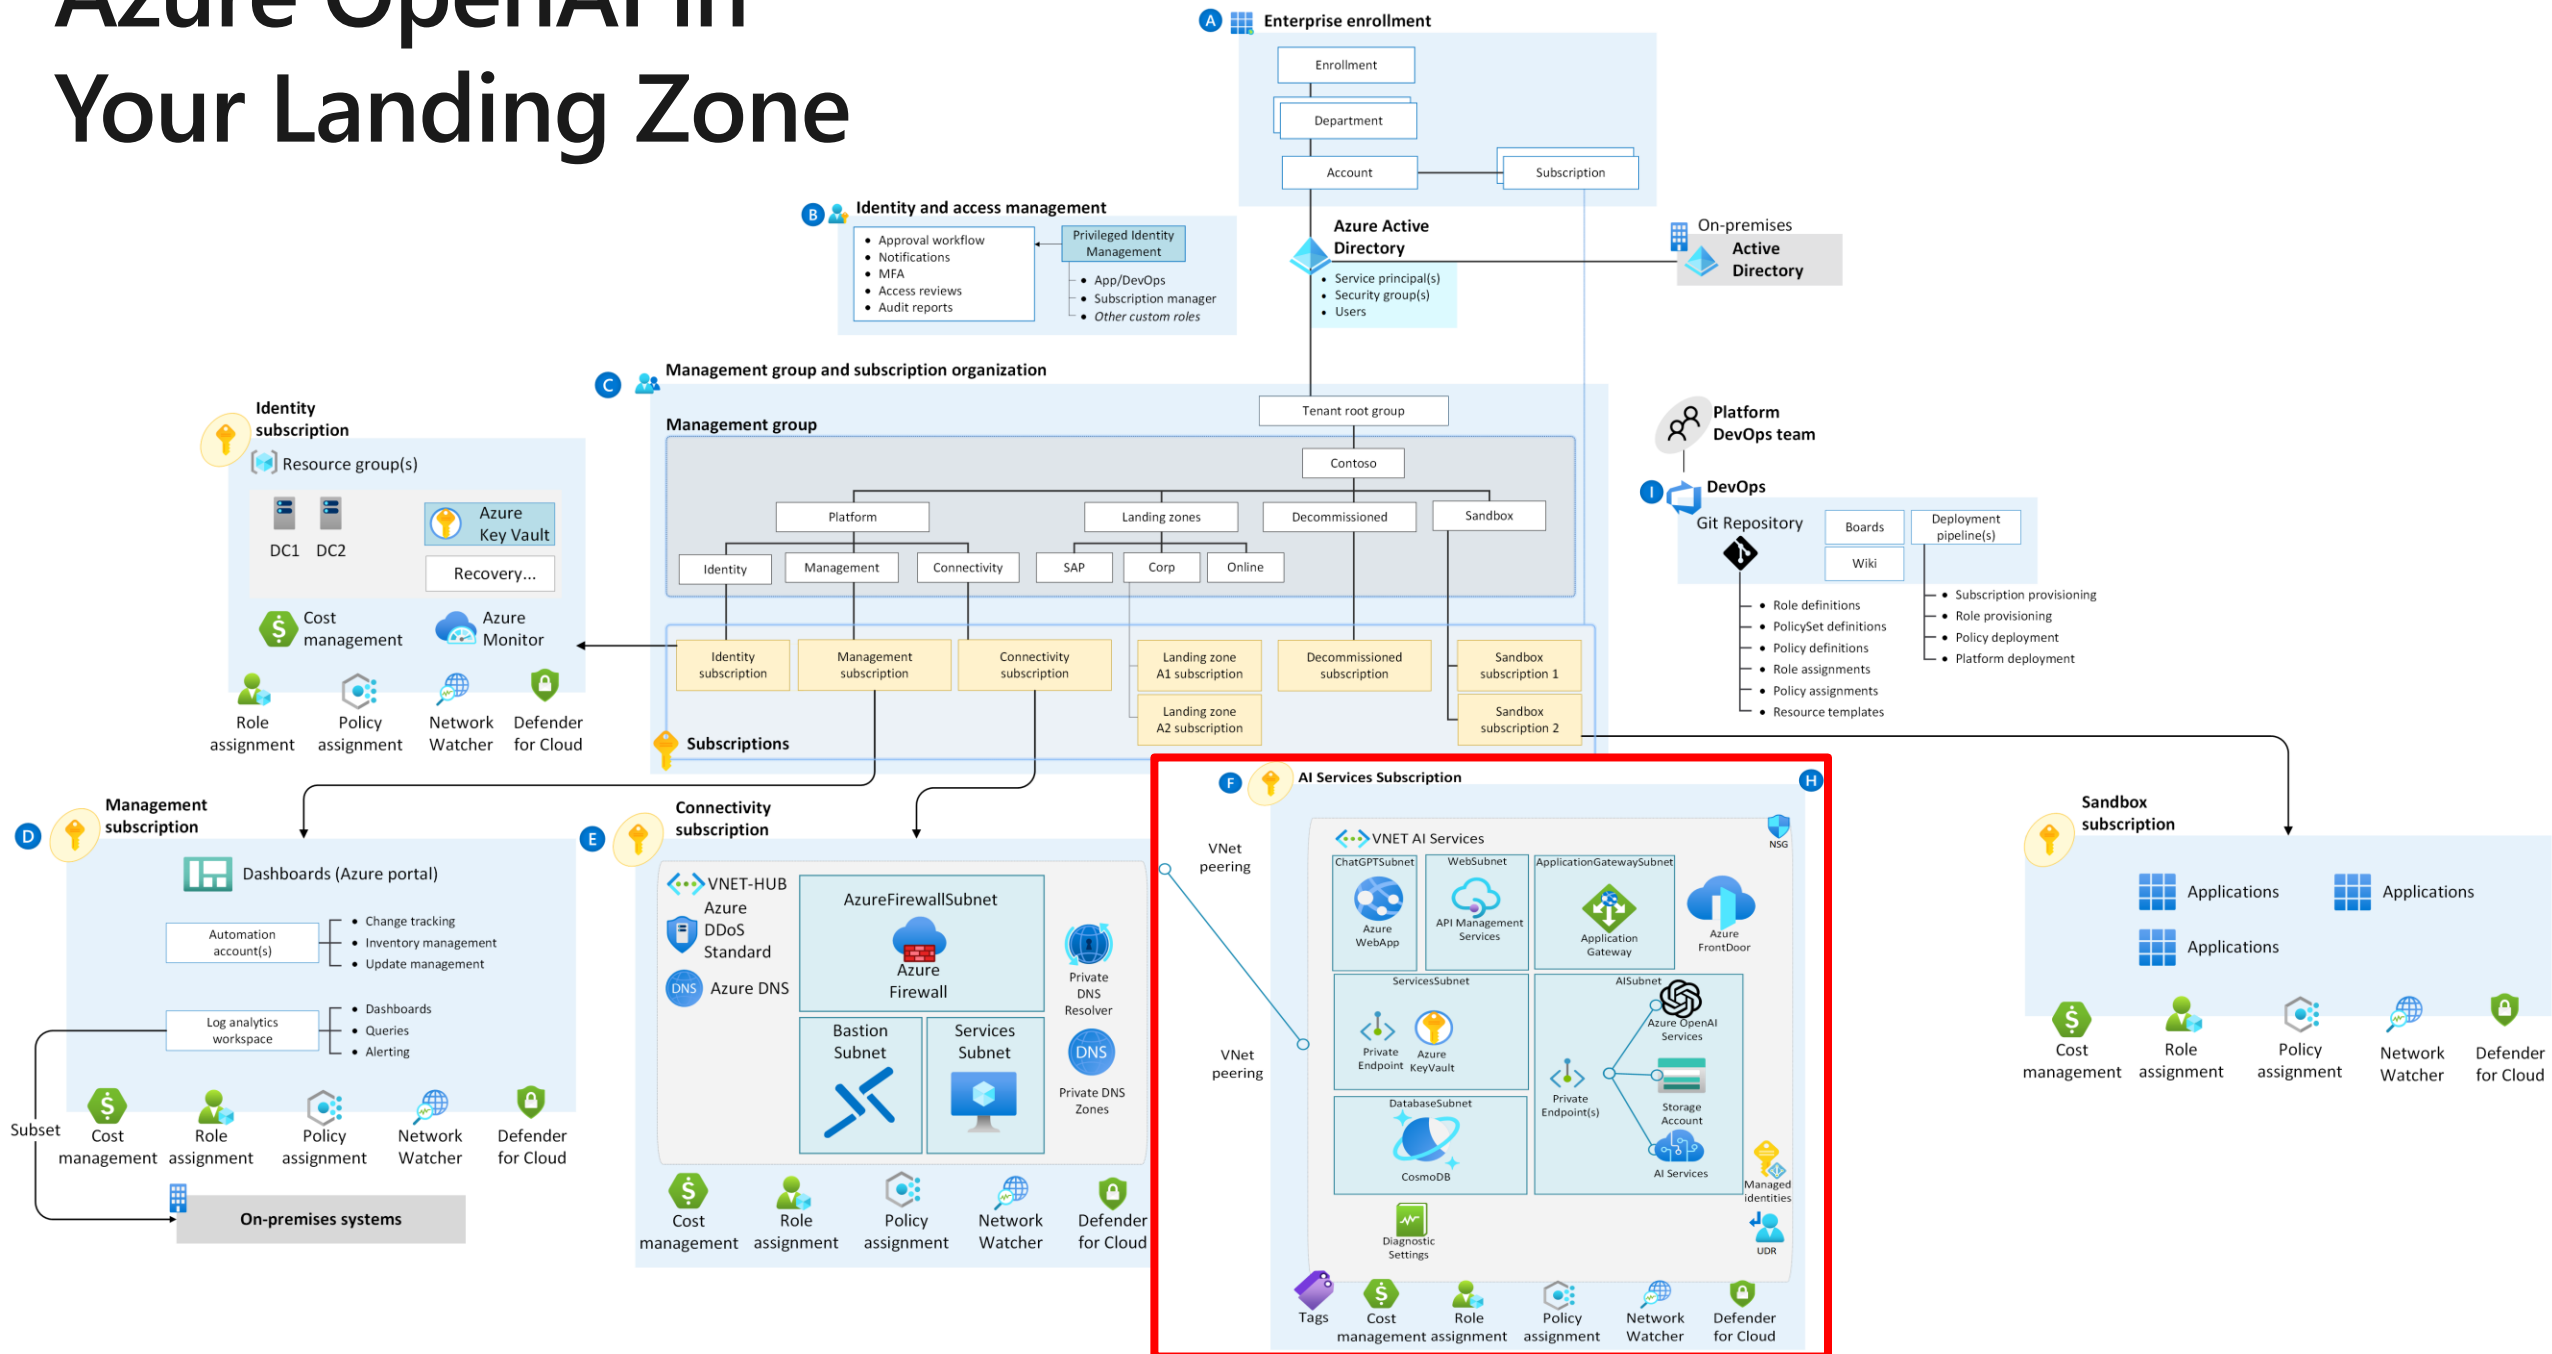 Azure OpenAI in
Your Landing Zone
A
Enterprise enrollment
Enrollment
Department
Account
Subscription
B
Identity and access management
Approval workflow
Notifications
MFA
Access reviews
Audit reports
Privileged Identity
Management
App/DevOps
Subscription manager
Other custom roles
Azure Active
Directory
Service principal(s)
Security group(s)
Users
On-premises
Active
Directory
C
Management group and subscription organization
Management group
Tenant root group
Contoso
Platform
Landing zones
Decommissioned
Sandbox
Identity
Management
Connectivity
SAP
Corp
Online
Identity
subscription
Management
subscription
Connectivity
subscription
Landing zone
A1 subscription
Landing zone
A2 subscription
Decommissioned
subscription
Sandbox
subscription 1
Sandbox
subscription 2
Subscriptions
Identity
subscription
Resource group(s)
DC1
DC2
Azure
Key Vault
Recovery...
Cost
management
Azure
Monitor
Role
assignment
Policy
assignment
Network
Watcher
Defender
for Cloud
Platform
DevOps team
I
DevOps
Git Repository
Boards
Wiki
Deployment
pipeline(s)
Role definitions
PolicySet definitions
Policy definitions
Role assignments
Policy assignments
Resource templates
Subscription provisioning
Role provisioning
Policy deployment
Platform deployment
D
Management
subscription
Dashboards (Azure portal)
Automation
account(s)
Change tracking
Inventory management
Update management
Log analytics
workspace
Dashboards
Queries
Alerting
Subset
Cost
management
Role
assignment
Policy
assignment
Network
Watcher
Defender
for Cloud
On-premises systems
E
Connectivity
subscription
VNET-HUB
Azure
DDoS
Standard
DNS
Azure DNS
AzureFirewallSubnet
Azure
Firewall
Bastion
Subnet
Services
Subnet
Private
DNS
Resolver
DNS
Private DNS
Zones
Cost
management
Role
assignment
Policy
assignment
Network
Watcher
Defender
for Cloud
VNet
peering
VNet
peering
F
AI Services Subscription
H
VNET AI Services
NSG
ChatGPTSubnet
Azure
WebApp
WebSubnet
API Management
Services
ApplicationGatewaySubnet
Application
Gateway
Azure
FrontDoor
ServicesSubnet
Private
Endpoint
Azure
KeyVault
AISubnet
Azure OpenAI
Services
Private
Endpoint(s)
Storage
Account
AI Services
DatabaseSubnet
CosmoDB
Managed
identities
UDR
Diagnostic
Settings
Tags
Cost
management
Role
assignment
Policy
assignment
Network
Watcher
Defender
for Cloud
Sandbox
subscription
Applications
Applications
Applications
Cost
management
Role
assignment
Policy
assignment
Network
Watcher
Defender
for Cloud